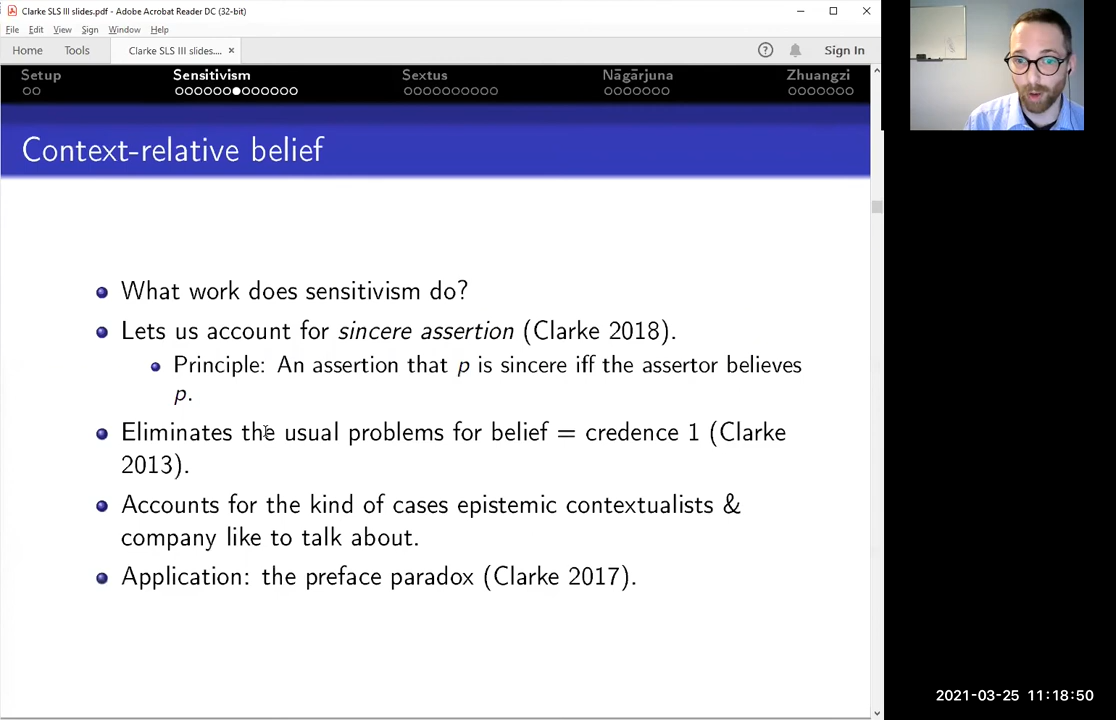 Clarke SLS III slides.pdf - Adobe Acrobat Reader DC (32-bit)
File Edit View Sign Window Help
Home Tools Clarke SLS III slides.... × Sign In
Setup Sensitivism Sextus Nāgārjuna Zhuangzi
Context-relative belief
What work does sensitivism do?
Lets us account for sincere assertion (Clarke 2018).
Principle: An assertion that p is sincere iff the assertor believes
p.
Eliminates the usual problems for belief = credence 1 (Clarke
2013).
Accounts for the kind of cases epistemic contextualists &
company like to talk about.
Application: the preface paradox (Clarke 2017).
2021-03-25 11:18:50